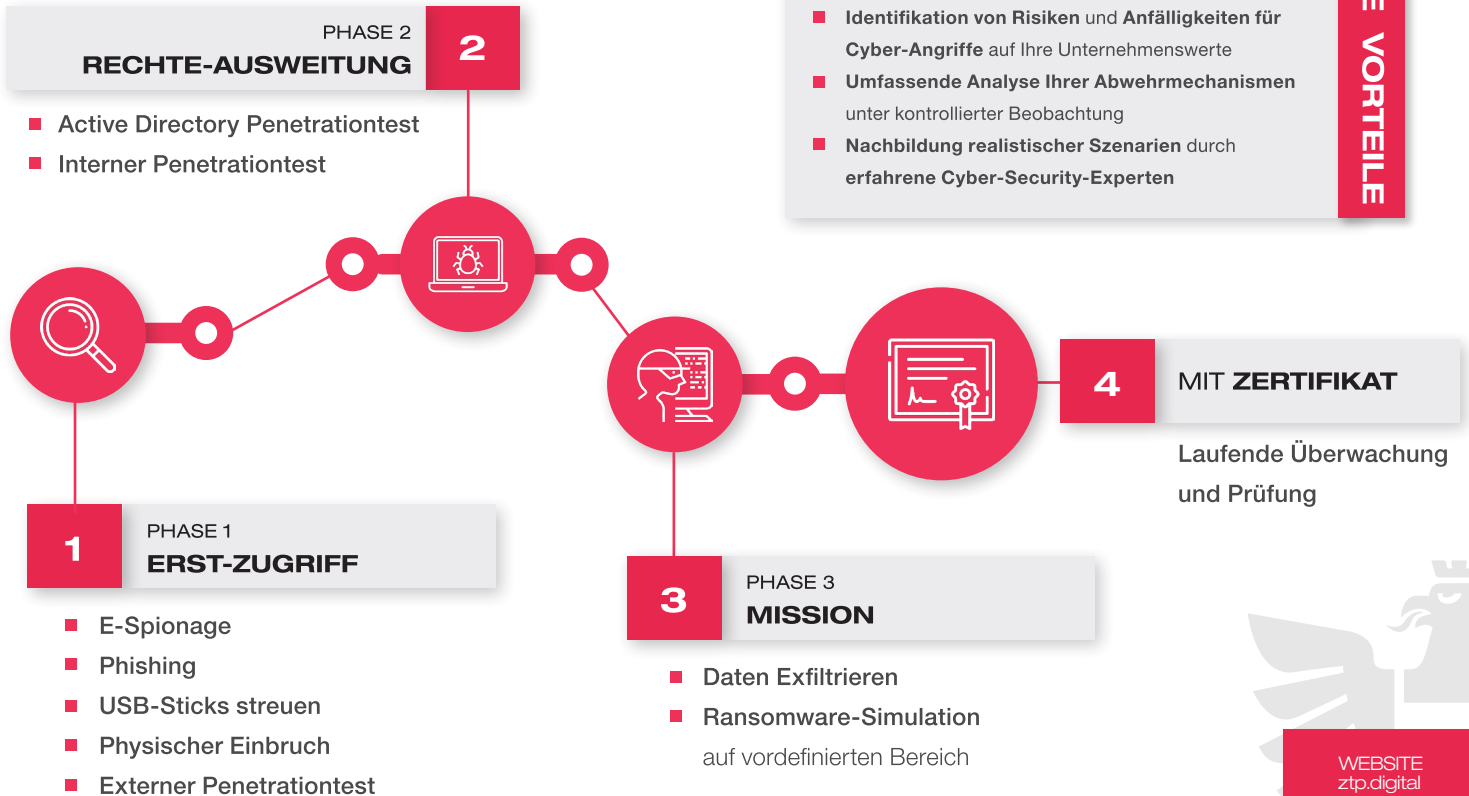 PHASE 2
RECHTE-AUSWEITUNG
2
Active Directory Penetrationtest
Interner Penetrationtest
Identifikation von Risiken und Anfälligkeiten für
Cyber-Angriffe auf Ihre Unternehmenswerte
Umfassende Analyse Ihrer Abwehrmechanismen
unter kontrollierter Beobachtung
Nachbildung realistischer Szenarien durch
erfahrene Cyber-Security-Experten
VORTEILE
4
MIT ZERTIFIKAT
Laufende Überwachung
und Prüfung
1
PHASE 1
ERST-ZUGRIFF
E-Spionage
Phishing
USB-Sticks streuen
Physischer Einbruch
Externer Penetrationtest
3
PHASE 3
MISSION
Daten Exfiltrieren
Ransomware-Simulation
auf vordefinierten Bereich
WEBSITE
ztp.digital